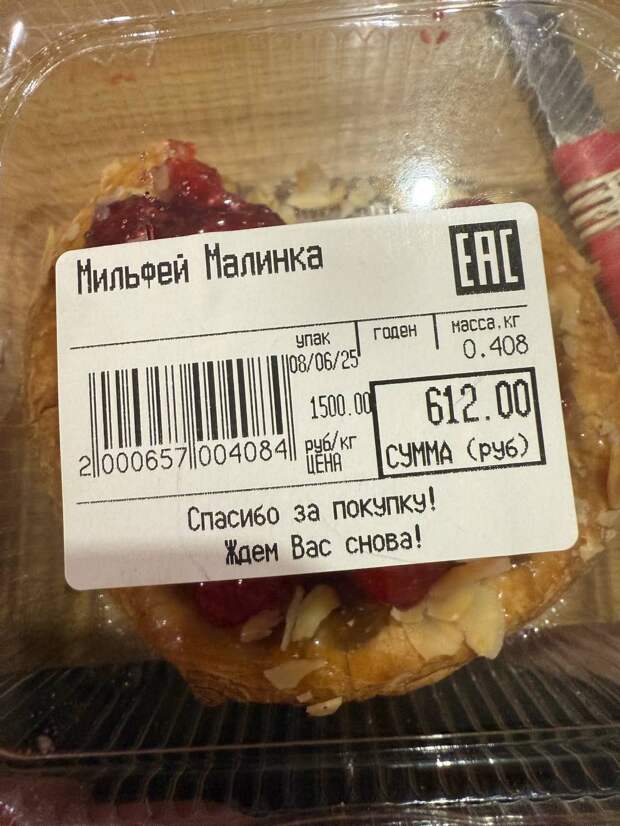 Мильфей Малинка
EAC
упак
годен
масса,кг
08/06/25
0.408
1500.00
612.00
руб/кг
ЦЕНА
СУММА (руб)
2 000657 004084
Спасибо за покупку!
Ждем Вас снова!